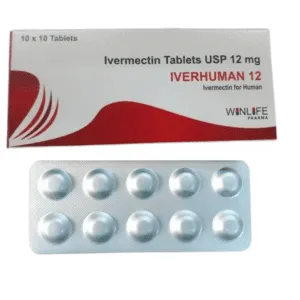 10 x 10 Tablets
Ivermectin Tablets USP 12 mg
IVERHUMAN 12
Ivermectin for Human
WINLIFE
PHARMA